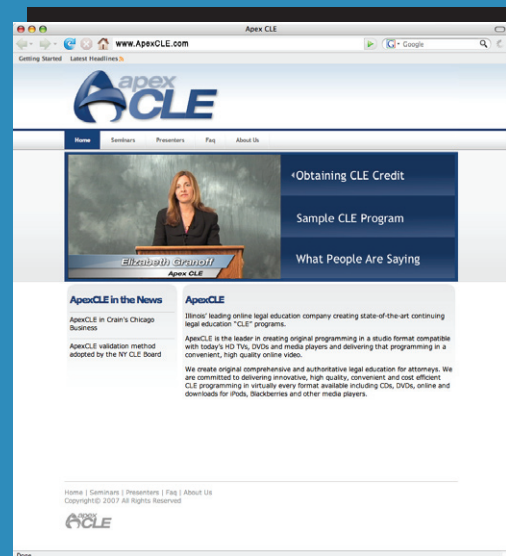 Apex CLE
www.ApexCLE.com
Google
Getting Started Latest Headlines
apex
CLE
Home Seminars Presenters Faq About Us
Obtaining CLE Credit
Sample CLE Program
What People Are Saying
Elizabeth Granoff
Apex CLE
ApexCLE in the News
ApexCLE in Crain's Chicago
Business
ApexCLE validation method
adopted by the NY CLE Board
ApexCLE
Illinois' leading online legal education company creating state-of-the-art continuing
legal education "CLE" programs.
ApexCLE is the leader in creating original programming in a studio format compatible
with today's HD TVs, DVDs and media players and delivering that programming in a
convenient, high quality online video.
We create original comprehensive and authoritative legal education for attorneys. We
are committed to delivering innovative, high quality, convenient and cost efficient
CLE programming in virtually every format available including CDs, DVDs, online and
downloads for iPods, Blackberries and other media players.
Home | Seminars | Presenters | Faq | About Us
Copyright© 2007 All Rights Reserved
apex
CLE
Done